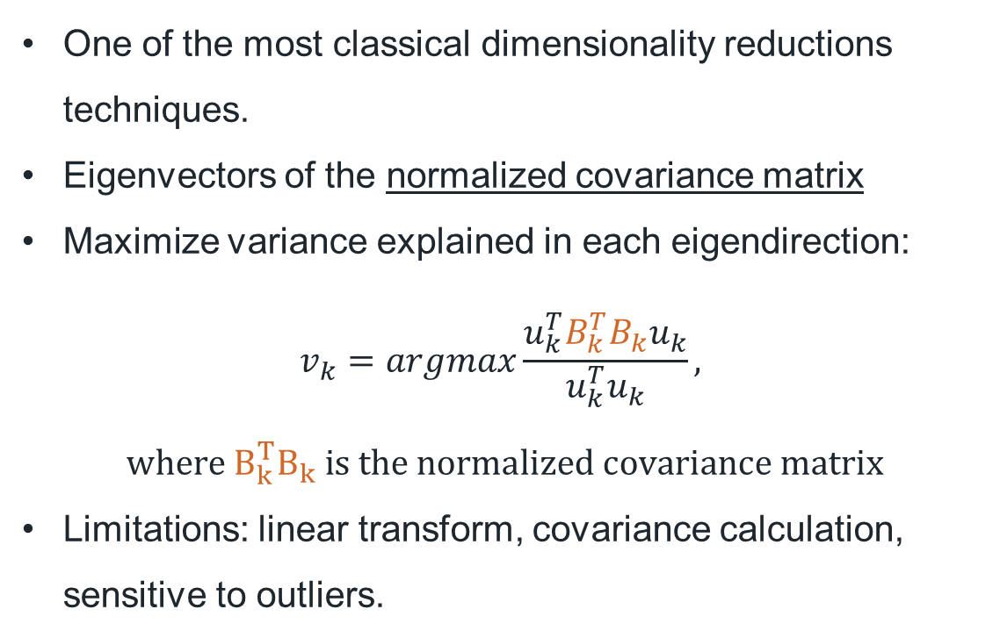 • One of the most classical dimensionality reductions
techniques.
• Eigenvectors of the normalized covariance matrix
• Maximize variance explained in each eigendirection:
$v_k = argmax \frac{u_k^T B_k^T B_k u_k}{u_k^T u_k},$
where $B_k^T B_k$ is the normalized covariance matrix
• Limitations: linear transform, covariance calculation,
sensitive to outliers.